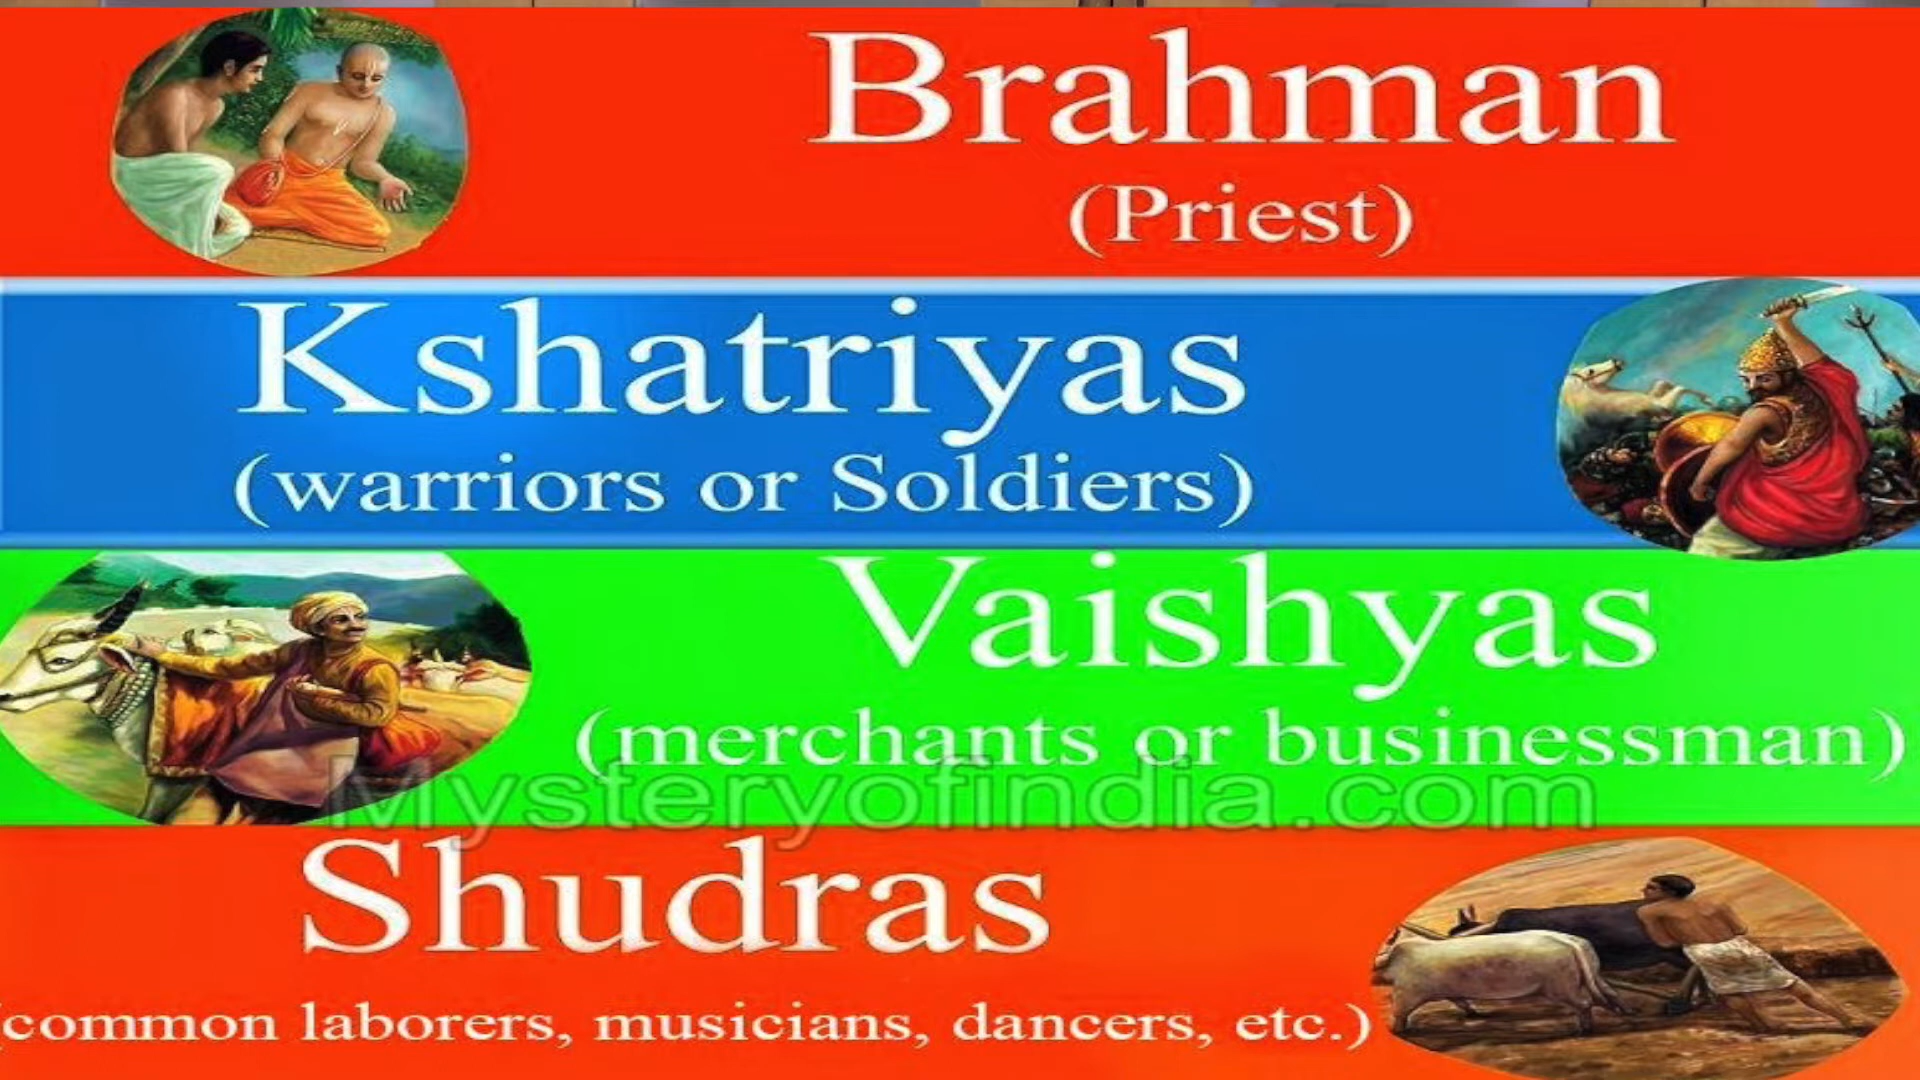 Brahman
(Priest)
Kshatriyas
(warriors or Soldiers)
Vaishyas
(merchants or businessman)
Mysteryofindia.com
Shudras
(common laborers, musicians, dancers, etc.)